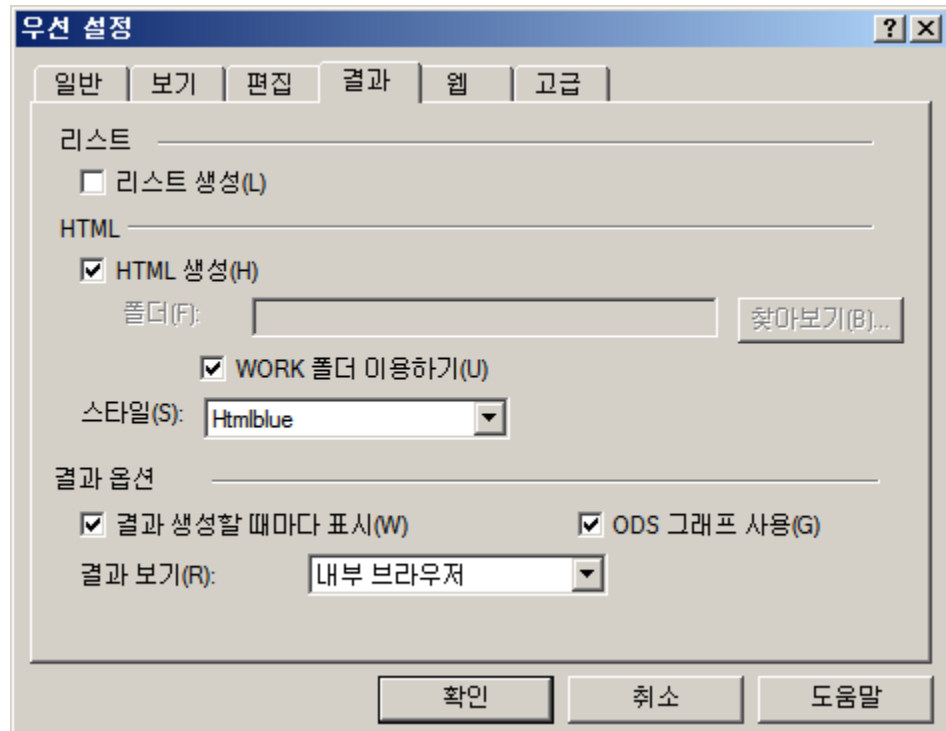 우선 설정
일반 보기 편집 결과 웹 고급
리스트
리스트 생성(L)
HTML
HTML 생성(H)
폴더(F): 찾아보기(B)...
WORK 폴더 이용하기(U)
스타일(S): Htmlblue
결과 옵션
결과 생성할 때마다 표시(W) ODS 그래프 사용(G)
결과 보기(R): 내부 브라우저
확인 취소 도움말